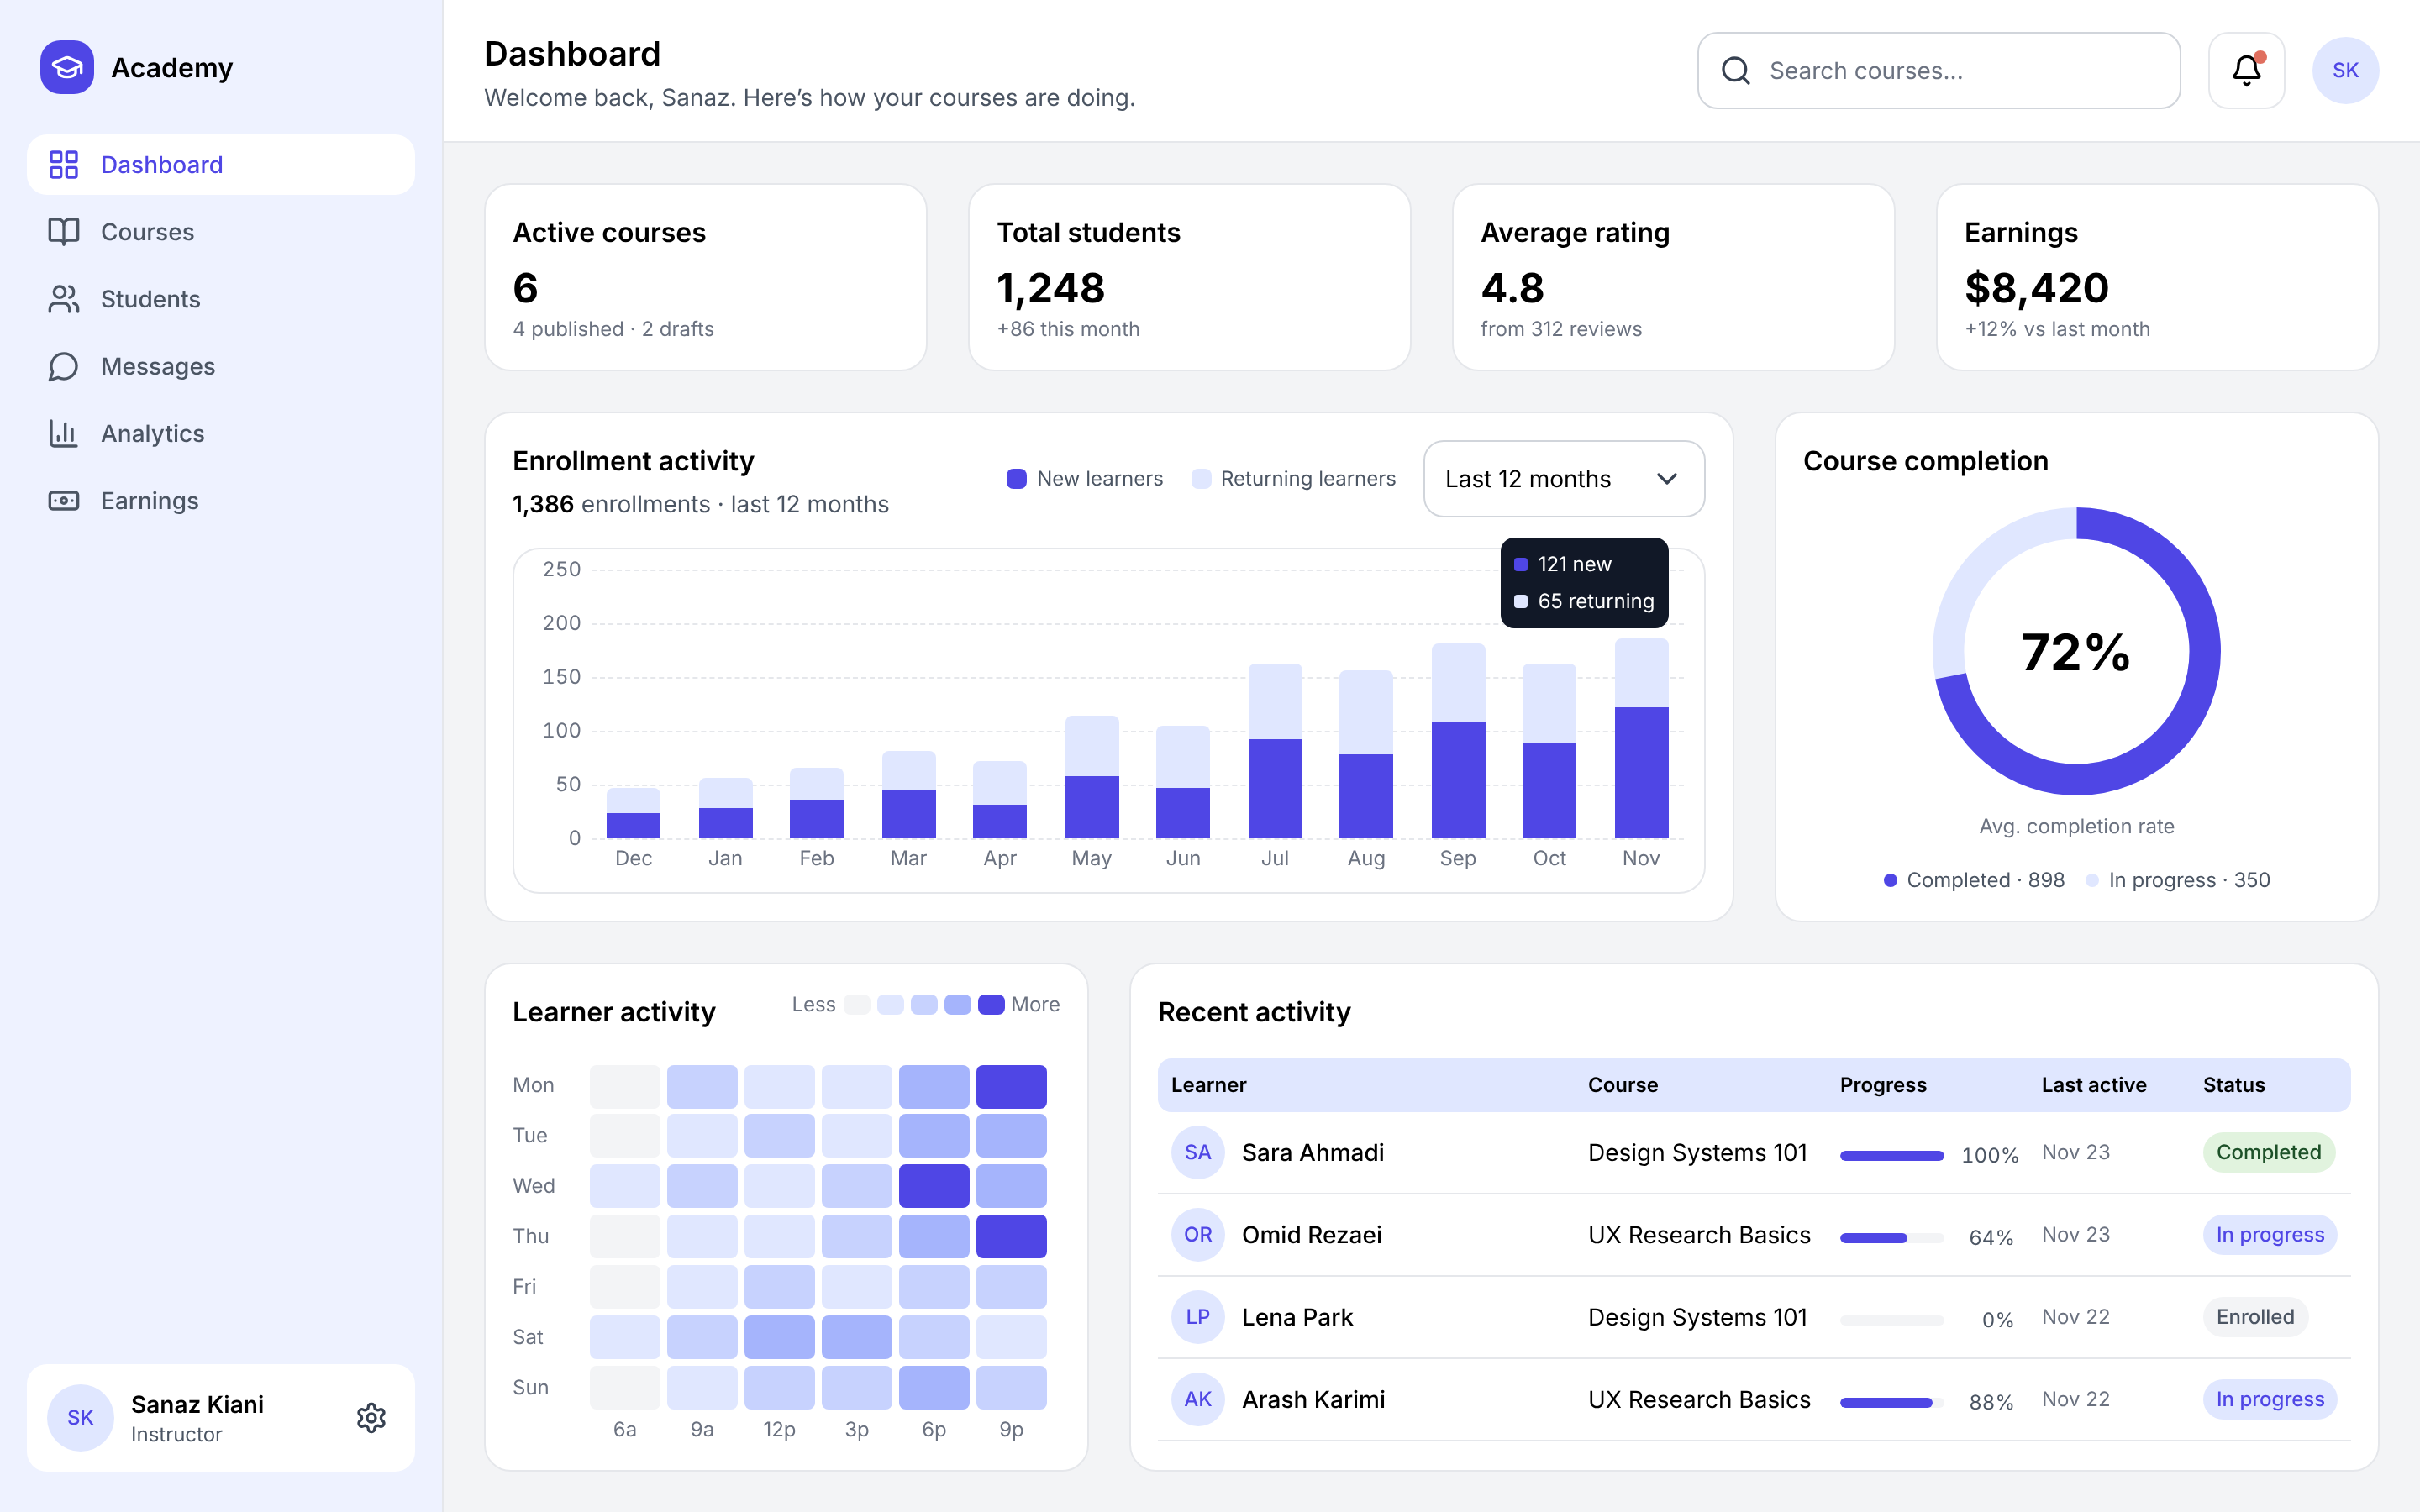 Academy
Dashboard
Courses
Students
Messages
Analytics
Earnings
SK
Sanaz Kiani
Instructor
Dashboard
Welcome back, Sanaz. Here’s how your courses are doing.
Search courses...
SK
Active courses
6
4 published · 2 drafts
Total students
1,248
+86 this month
Average rating
4.8
from 312 reviews
Earnings
$8,420
+12% vs last month
Enrollment activity
1,386 enrollments · last 12 months
New learners
Returning learners
Last 12 months
121 new
65 returning
250
200
150
100
50
0
Dec Jan Feb Mar Apr May Jun Jul Aug Sep Oct Nov
Course completion
72%
Avg. completion rate
Completed · 898 In progress · 350
Learner activity
Less More
Mon
Tue
Wed
Thu
Fri
Sat
Sun
6a 9a 12p 3p 6p 9p
Recent activity
Learner Course Progress Last active Status
SA Sara Ahmadi Design Systems 101 100% Nov 23 Completed
OR Omid Rezaei UX Research Basics 64% Nov 23 In progress
LP Lena Park Design Systems 101 0% Nov 22 Enrolled
AK Arash Karimi UX Research Basics 88% Nov 22 In progress